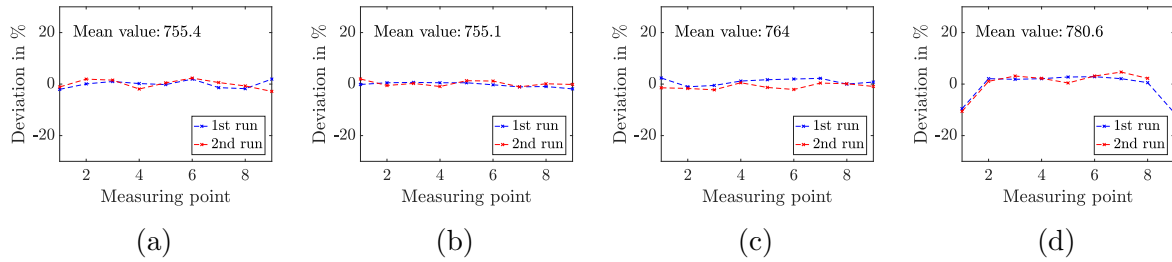 Deviation in %
20
0
-20
Mean value: 755.4
1st run
2nd run
2 4 6 8
Measuring point
(a)
Deviation in %
20
0
-20
Mean value: 755.1
1st run
2nd run
2 4 6 8
Measuring point
(b)
Deviation in %
20
0
-20
Mean value: 764
1st run
2nd run
2 4 6 8
Measuring point
(c)
Deviation in %
20
0
-20
Mean value: 780.6
1st run
2nd run
2 4 6 8
Measuring point
(d)